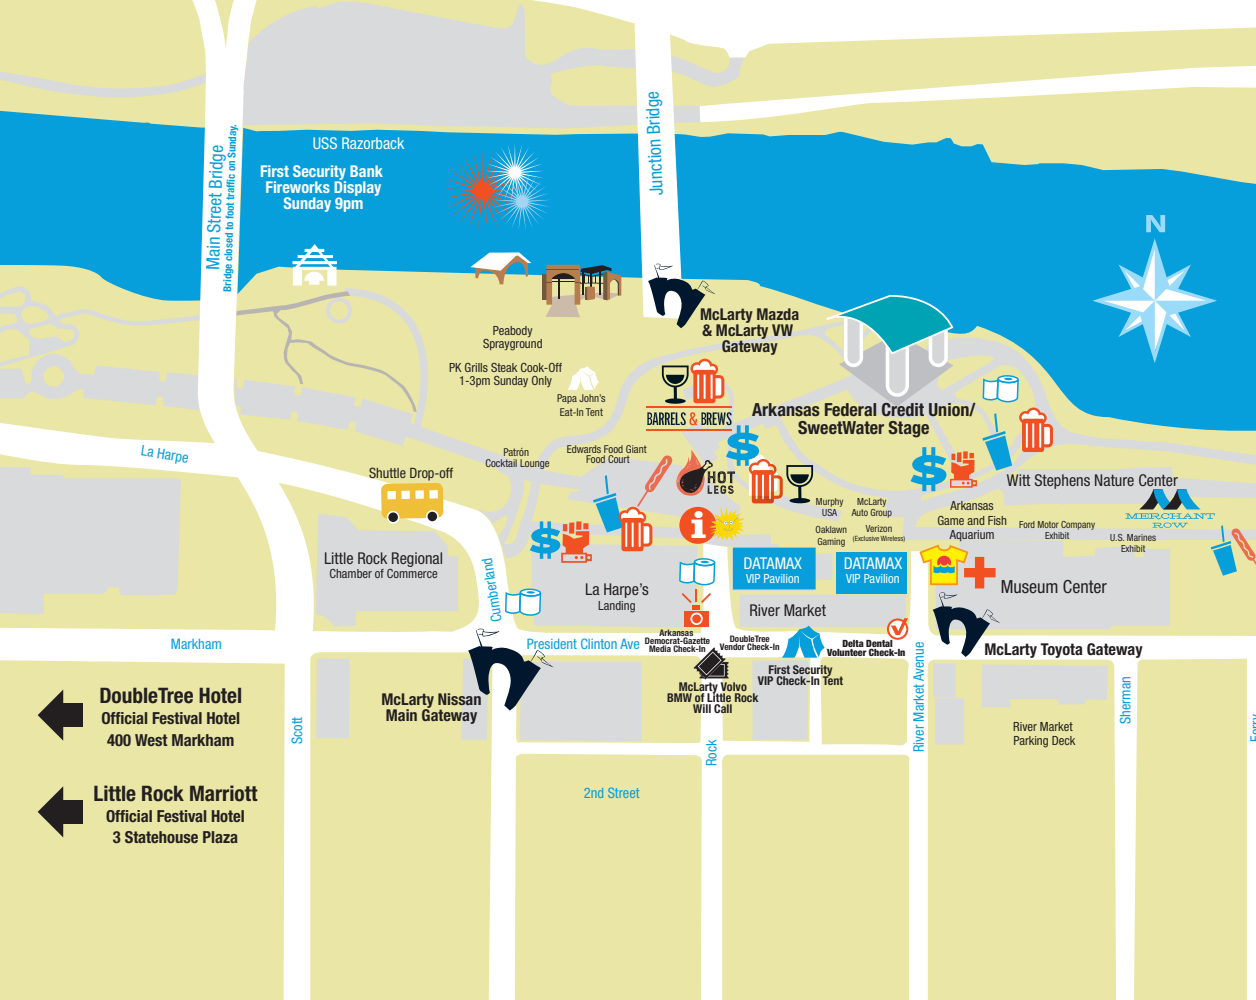 USS Razorback
First Security Bank
Fireworks Display
Sunday 9pm
Main Street Bridge
Bridge closed to foot traffic on Sunday.
Junction Bridge
N
McLarty Mazda
& McLarty VW
Gateway
Peabody
Sprayground
PK Grills Steak Cook-Off
1-3pm Sunday Only
Papa John's
Eat-In Tent
BARRELS & BREWS
Arkansas Federal Credit Union/
SweetWater Stage
La Harpe
Shuttle Drop-off
Patrón
Cocktail Lounge
Edwards Food Giant
Food Court
HOT
LEGS
$
$
$
i
Witt Stephens Nature Center
MERCHANT
ROW
Murphy
USA
McLarty
Auto Group
Oaklawn
Gaming
Verizon
(Exclusive Wireless)
Arkansas
Game and Fish
Aquarium
Ford Motor Company
Exhibit
U.S. Marines
Exhibit
Little Rock Regional
Chamber of Commerce
Cumberland
La Harpe's
Landing
DATAMAX
VIP Pavilion
DATAMAX
VIP Pavilion
River Market
Museum Center
Markham
President Clinton Ave
Arkansas
Democrat-Gazette
Media Check-In
DoubleTree
Vendor Check-In
Delta Dental
Volunteer Check-In
McLarty Toyota Gateway
First Security
VIP Check-In Tent
McLarty Volvo
BMW of Little Rock
Will Call
McLarty Nissan
Main Gateway
DoubleTree Hotel
Official Festival Hotel
400 West Markham
Scott
Rock
River Market Avenue
Sherman
Ferry
River Market
Parking Deck
2nd Street
Little Rock Marriott
Official Festival Hotel
3 Statehouse Plaza